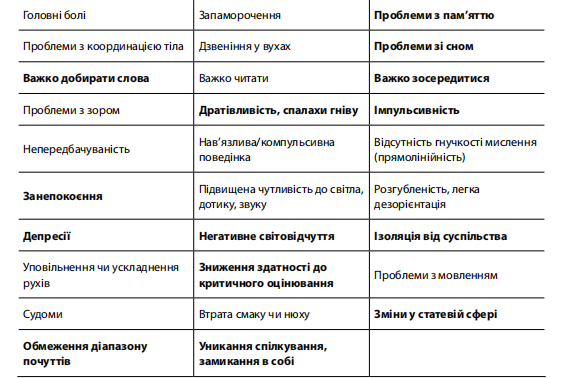 Головні болі
Запаморочення
Проблеми з пам’яттю
Проблеми з координацією тіла
Дзвеніння у вухах
Проблеми зі сном
Важко добирати слова
Важко читати
Важко зосередитися
Проблеми з зором
Дратівливість, спалахи гніву
Імпульсивність
Непередбачуваність
Нав’язлива/компульсивна
поведінка
Відсутність гнучкості мислення
(прямолінійність)
Занепокоєння
Підвищена чутливість до світла,
дотику, звуку
Розгубленість, легка
дезорієнтація
Депресії
Негативне світовідчуття
Ізоляція від суспільства
Уповільнення чи ускладнення
рухів
Зниження здатності до
критичного оцінювання
Проблеми з мовленням
Судоми
Втрата смаку чи нюху
Зміни у статевій сфері
Обмеження діапазону
почуттів
Уникання спілкування,
замикання в собі